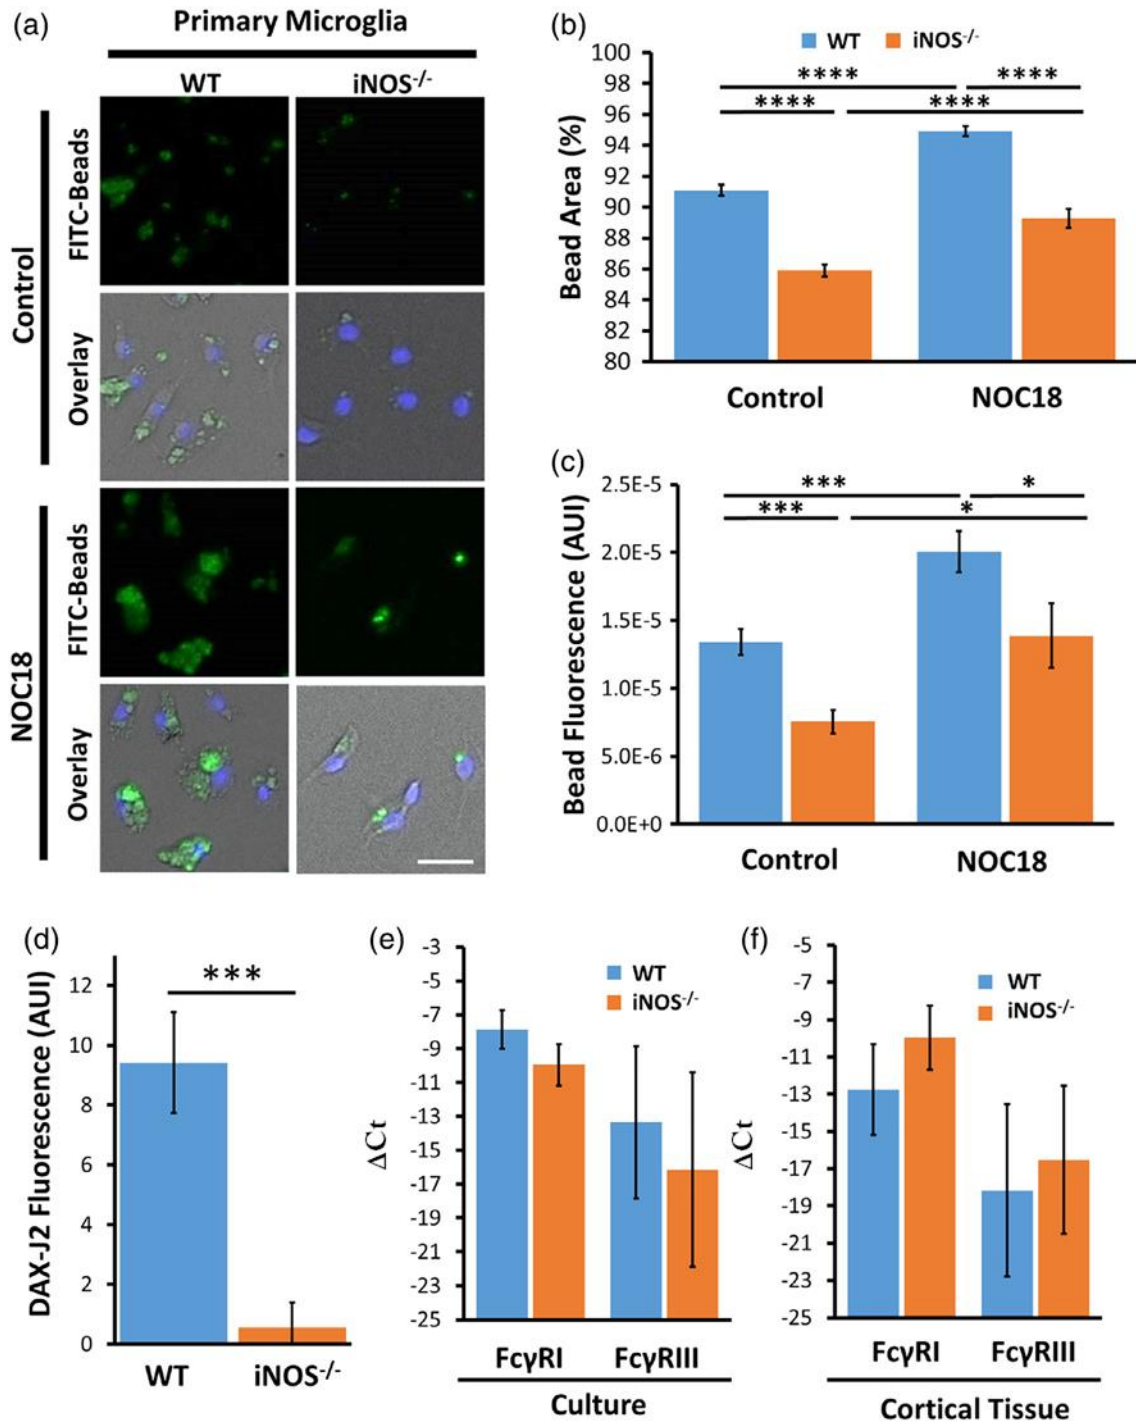 (a)
Primary Microglia
WT
iNOS-/-
Control
FITC-Beads
Overlay
NOC18
FITC-Beads
Overlay
(b)
WT
iNOS-/-
Bead Area (%)
100
98
96
94
92
90
88
86
84
82
80
****
****
****
****
Control
NOC18
(c)
Bead Fluorescence (AUI)
2.5E-5
2.0E-5
1.5E-5
1.0E-5
5.0E-6
0.0E+0
***
*
***
*
Control
NOC18
(d)
DAX-J2 Fluorescence (AUI)
12
10
8
6
4
2
0
***
WT
iNOS-/-
(e)
ΔCt
-3
-5
-7
-9
-11
-13
-15
-17
-19
-21
-23
-25
WT
iNOS-/-
FcγRI
FcγRIII
Culture
(f)
ΔCt
-5
-7
-9
-11
-13
-15
-17
-19
-21
-23
-25
WT
iNOS-/-
FcγRI
FcγRIII
Cortical Tissue